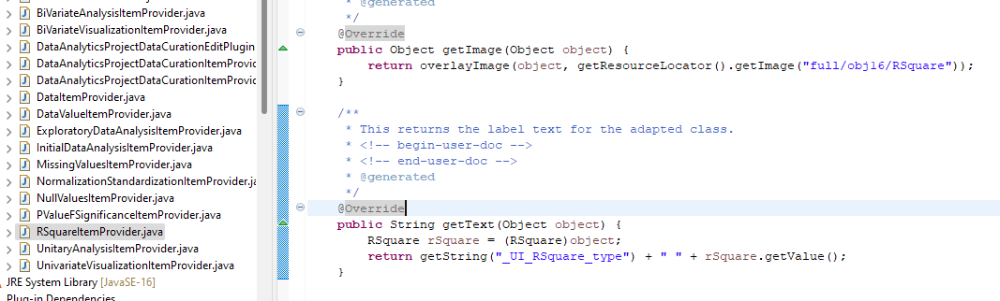 BiVariateAnalysisItemProvider.java
BiVariateVisualizationItemProvider.java
DataAnalyticsProjectDataCurationEditPlugin
DataAnalyticsProjectDataCurationItemProvic
DataAnalyticsProjectDataCurationItemProvic
DataItemProvider.java
DataValueItemProvider.java
ExploratoryDataAnalysisItemProvider.java
InitialDataAnalysisItemProvider.java
MissingValuesItemProvider.java
NormalizationStandardizationItemProvider.ja
NullValuesItemProvider.java
PValueFSignificanceItemProvider.java
RSquareItemProvider.java
UnitaryAnalysisItemProvider.java
UnivariateVisualizationItemProvider.java
JRE System Library [JavaSE-16]
Plug-in Dependencies
* @generated
*/
@Override
public Object getImage(Object object) {
return overlayImage(object, getResourceLocator().getImage("full/obj16/RSquare"));
}
/**
* This returns the label text for the adapted class.
* <!-- begin-user-doc -->
* <!-- end-user-doc -->
* @generated
*/
@Override
public String getText(Object object) {
RSquare rSquare = (RSquare)object;
return getString("_UI_RSquare_type") + " " + rSquare.getValue();
}